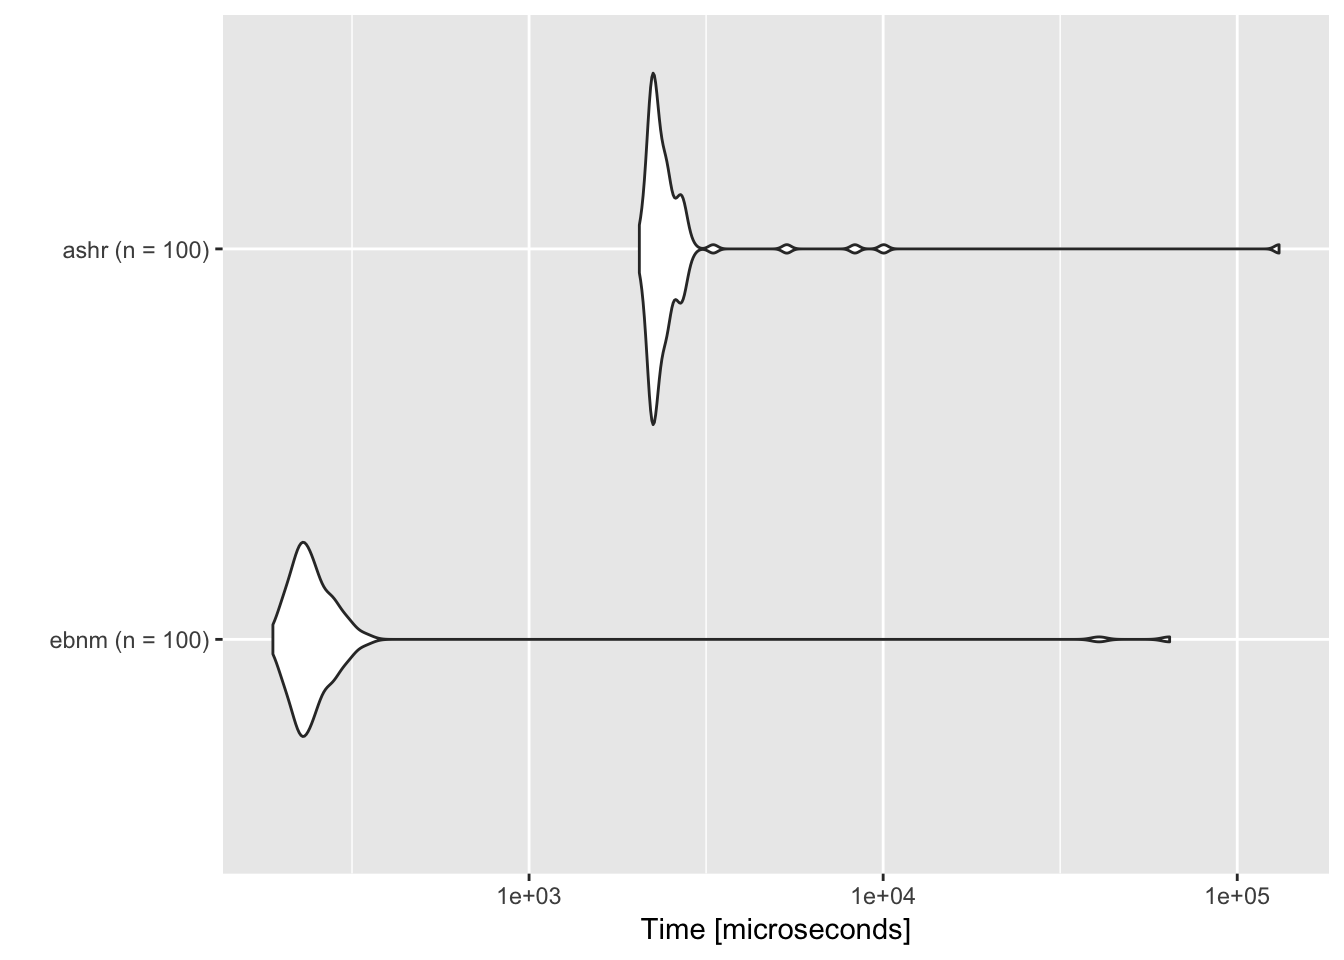 ashr (n = 100)
ebnm (n = 100)
1e+03 1e+04 1e+05
Time [microseconds]